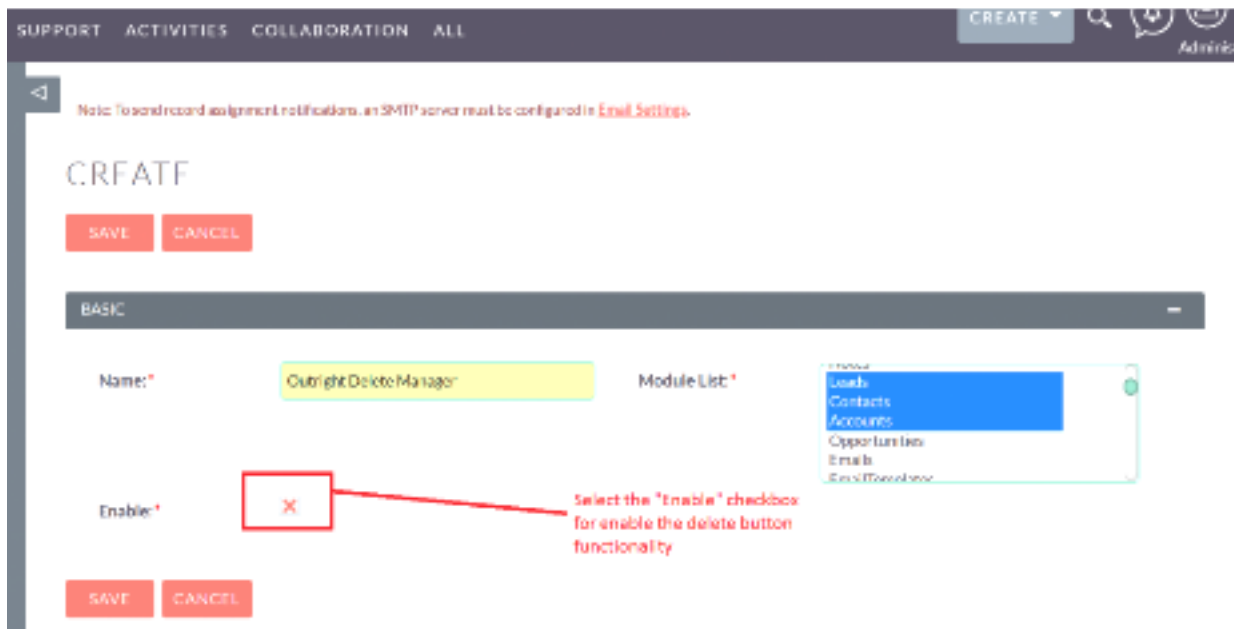 SUPPORT ACTIVITIES COLLABORATION ALL CREATE
Adminis
Note: To send record assignment notifications, an SMTP server must be configured in Email Settings.
CREATE
SAVE CANCEL
BASIC
Name:* Outright Delete Manager Module List:*
Leads
Contacts
Accounts
Opportunities
Emails
EmailTemplates
Enable:*
Select the "Enable" checkbox
for enable the delete button
functionality
SAVE CANCEL